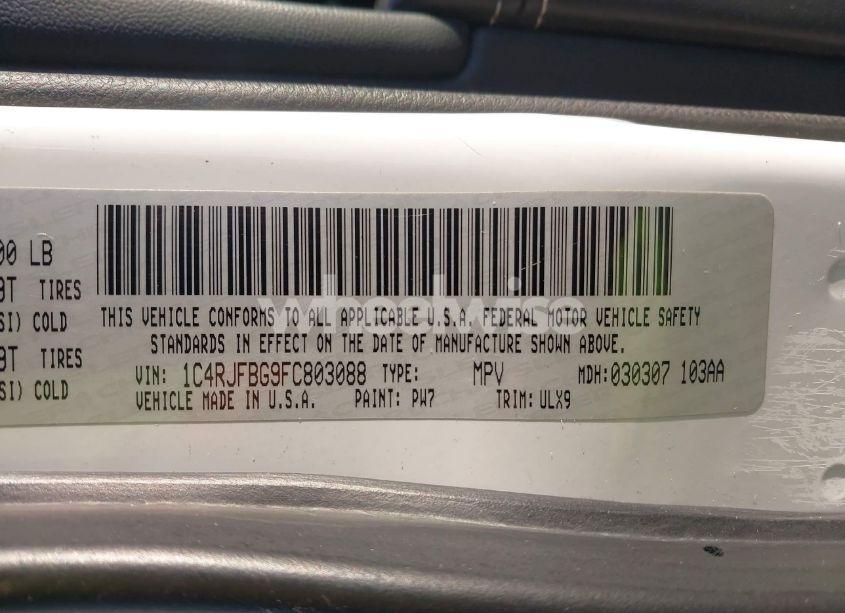 00 LB
TIRES
SI) COLD
TIRES
SI) COLD
wheelwise
THIS VEHICLE CONFORMS TO ALL APPLICABLE U.S.A. FEDERAL MOTOR VEHICLE SAFETY
STANDARDS IN EFFECT ON THE DATE OF MANUFACTURE SHOWN ABOVE.
VIN: 1C4RJFBG9FC803088 TYPE: MPV MDH: 030307 103AA
VEHICLE MADE IN U.S.A. PAINT: PW7 TRIM: ULX9